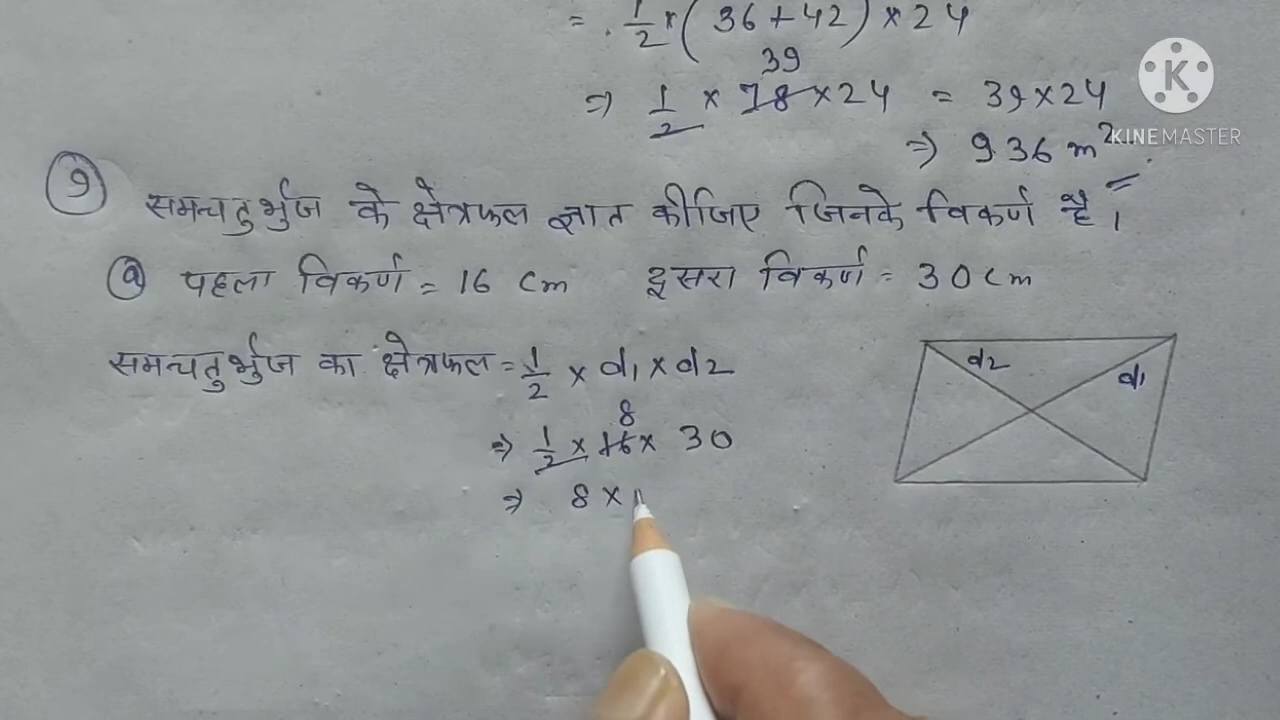 = . 1/2 × ( 36 + 42 ) × 24
39
⇒ 1/2 × 78 × 24 = 39 × 24
⇒ 936 m²
KINEMASTER
9 समचतुर्भुज के क्षेत्रफल ज्ञात कीजिए जिनके विकर्ण है।
a पहला विकर्ण = 16 cm दूसरा विकर्ण = 30 cm
समचतुर्भुज का क्षेत्रफल = 1/2 × d1 × d2
8
⇒ 1/2 × 16 × 30
⇒ 8 ×
d2
d1